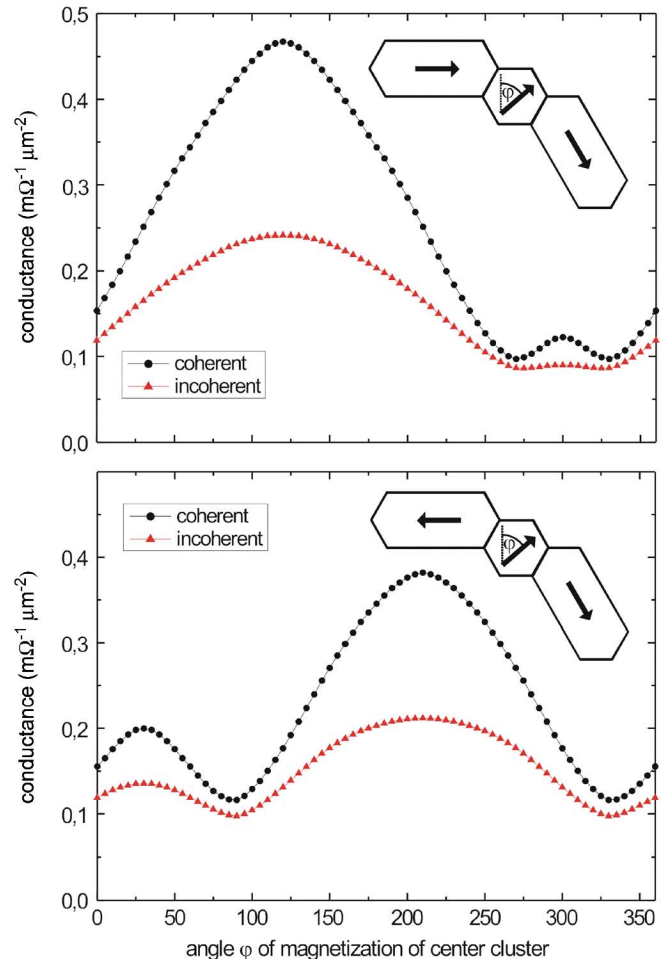 0,5
0,4
0,3
0,2
0,1
0,0
conductance (mΩ⁻¹ μm⁻²)
φ
coherent
incoherent
0,4
0,3
0,2
0,1
0,0
conductance (mΩ⁻¹ μm⁻²)
coherent
incoherent
φ
0 50 100 150 200 250 300 350
angle φ of magnetization of center cluster